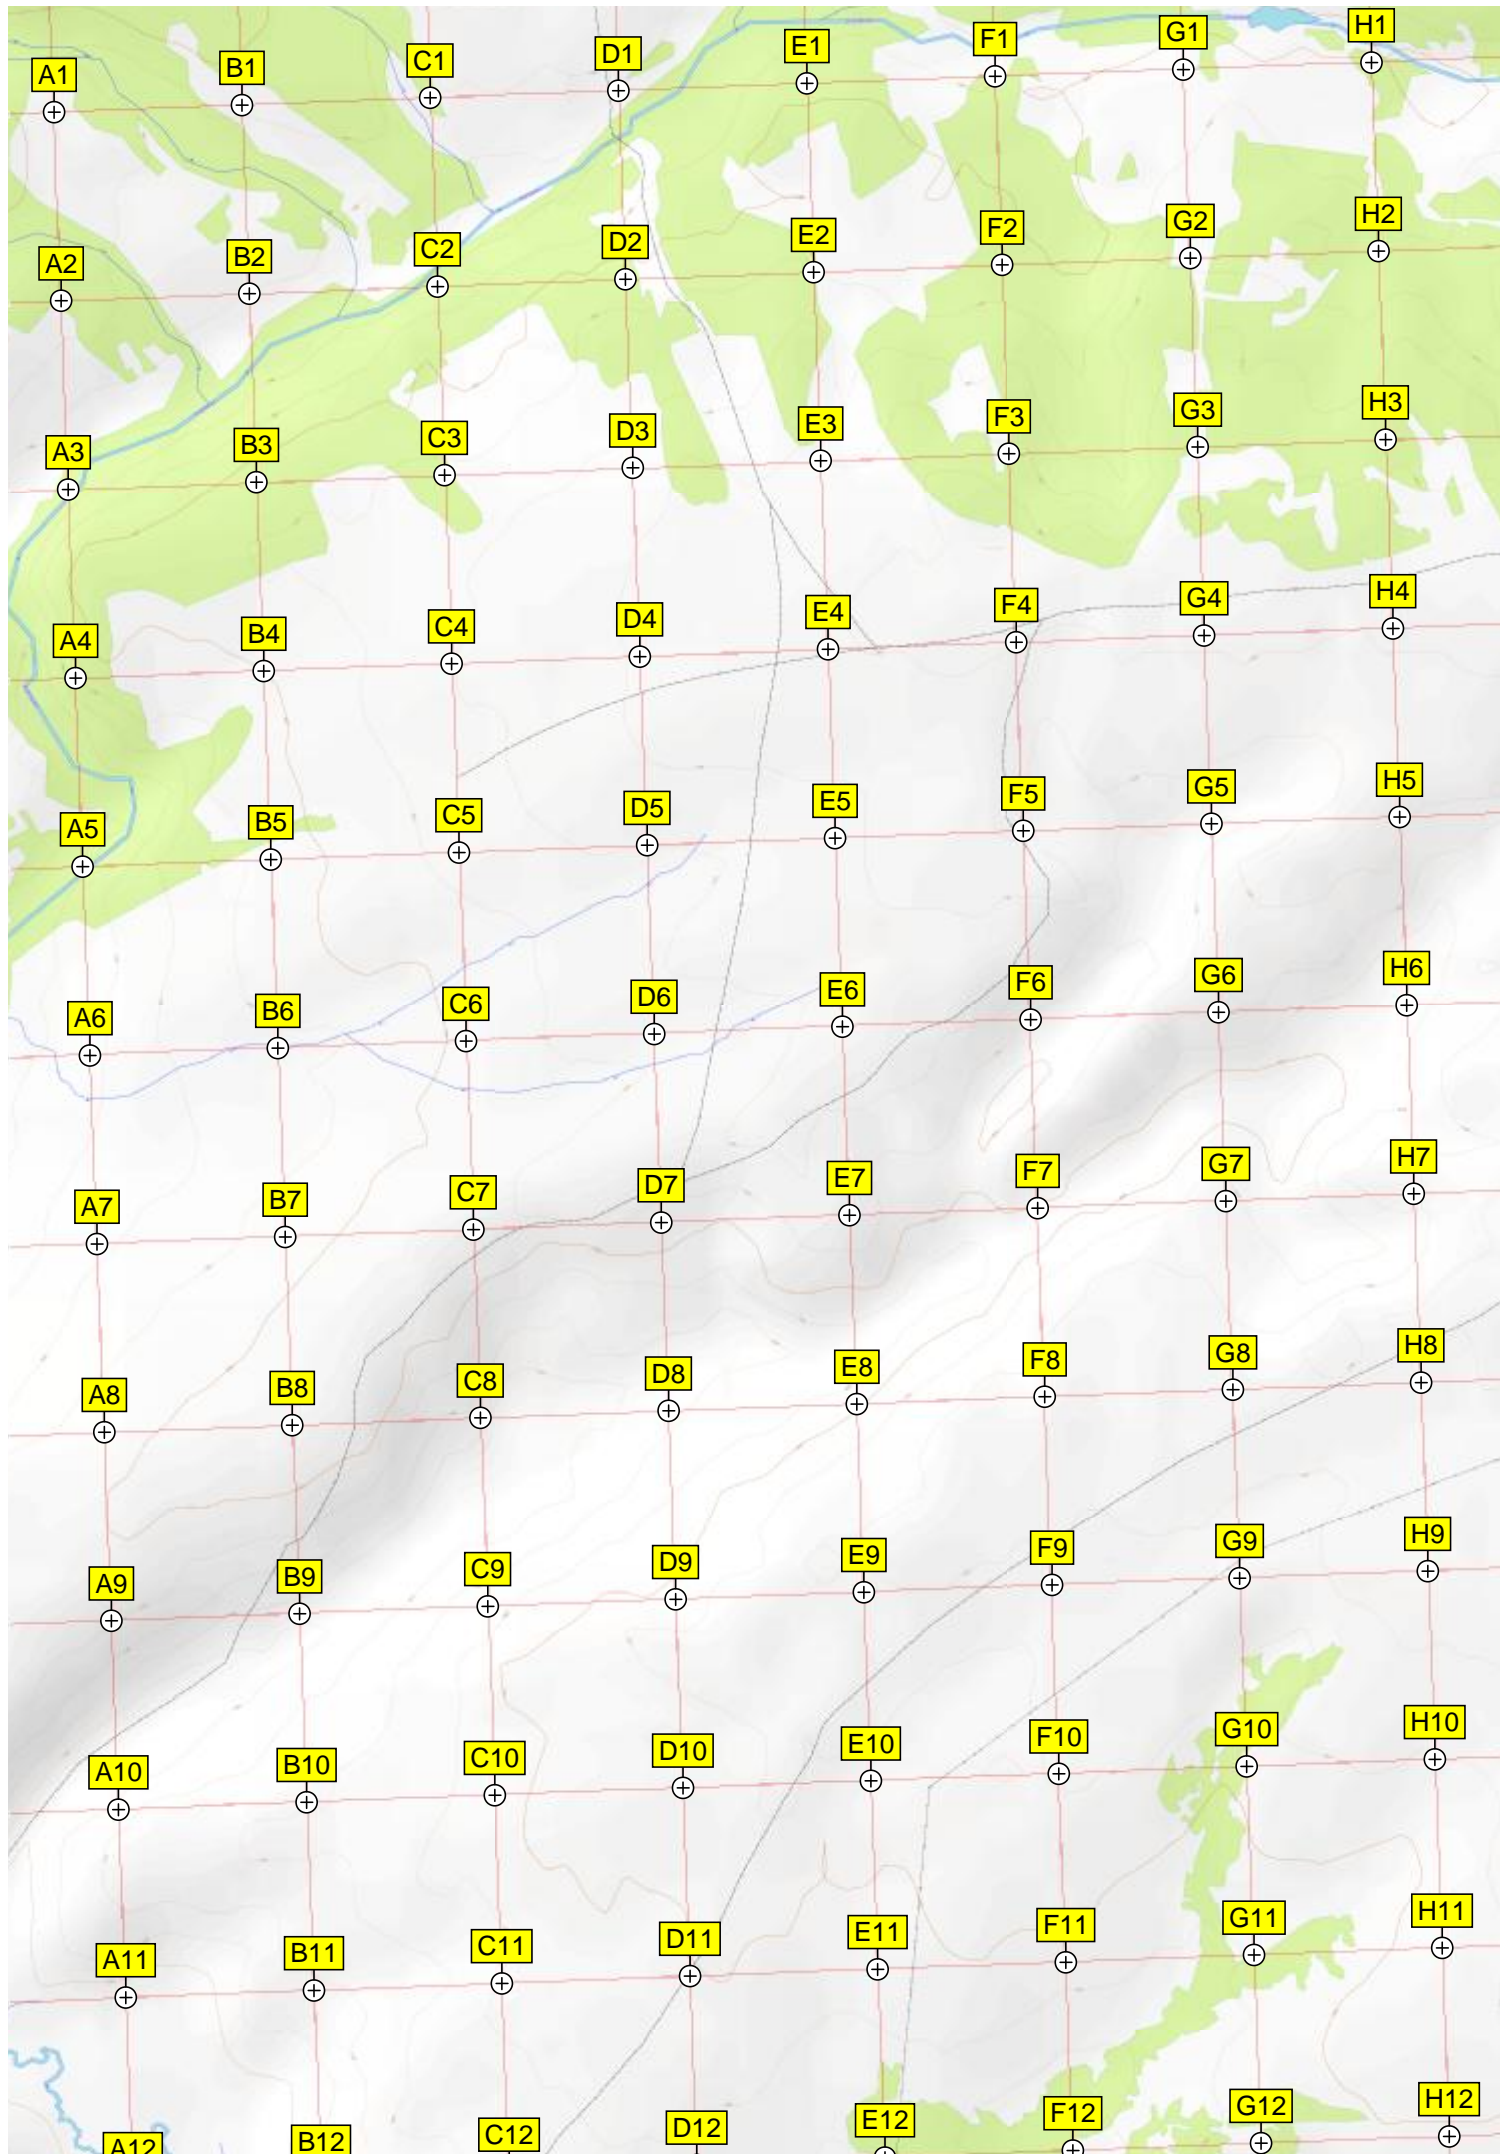 A1 B1 C1 D1 E1 F1 G1 H1
A2 B2 C2 D2 E2 F2 G2 H2
A3 B3 C3 D3 E3 F3 G3 H3
A4 B4 C4 D4 E4 F4 G4 H4
A5 B5 C5 D5 E5 F5 G5 H5
A6 B6 C6 D6 E6 F6 G6 H6
A7 B7 C7 D7 E7 F7 G7 H7
A8 B8 C8 D8 E8 F8 G8 H8
A9 B9 C9 D9 E9 F9 G9 H9
A10 B10 C10 D10 E10 F10 G10 H10
A11 B11 C11 D11 E11 F11 G11 H11
A12 B12 C12 D12 E12 F12 G12 H12